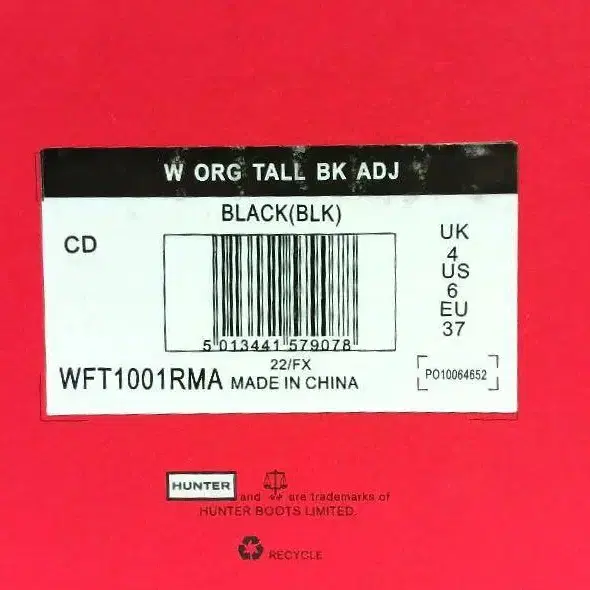 W ORG TALL BK ADJ
BLACK(BLK)
CD
UK
4
US
6
EU
37
5 013441 579078
22/FX
WFT1001RMA MADE IN CHINA
PO10064652
HUNTER and are trademarks of
HUNTER BOOTS LIMITED.
RECYCLE